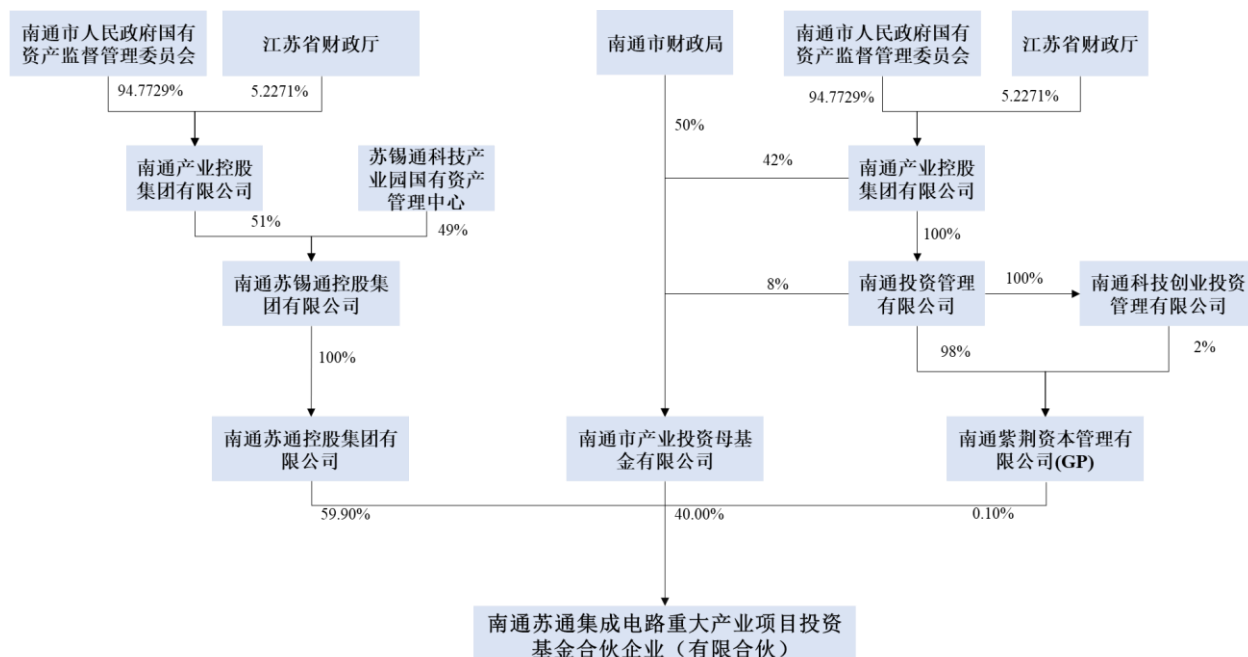 南通市人民政府国有
资产监督管理委员会
江苏省财政厅
南通市财政局
南通市人民政府国有
资产监督管理委员会
江苏省财政厅
94.7729%
5.2271%
94.7729%
5.2271%
50%
南通产业控股
集团有限公司
苏锡通科技产
业园国有资产
管理中心
42%
南通产业控股
集团有限公司
51%
49%
100%
南通苏锡通控股集
团有限公司
8%
南通投资管理
有限公司
100%
南通科技创业投资
管理有限公司
100%
98%
2%
南通苏通控股集团有
限公司
南通市产业投资母基
金有限公司
南通紫荆资本管理有
限公司(GP)
59.90%
40.00%
0.10%
南通苏通集成电路重大产业项目投资
基金合伙企业（有限合伙）